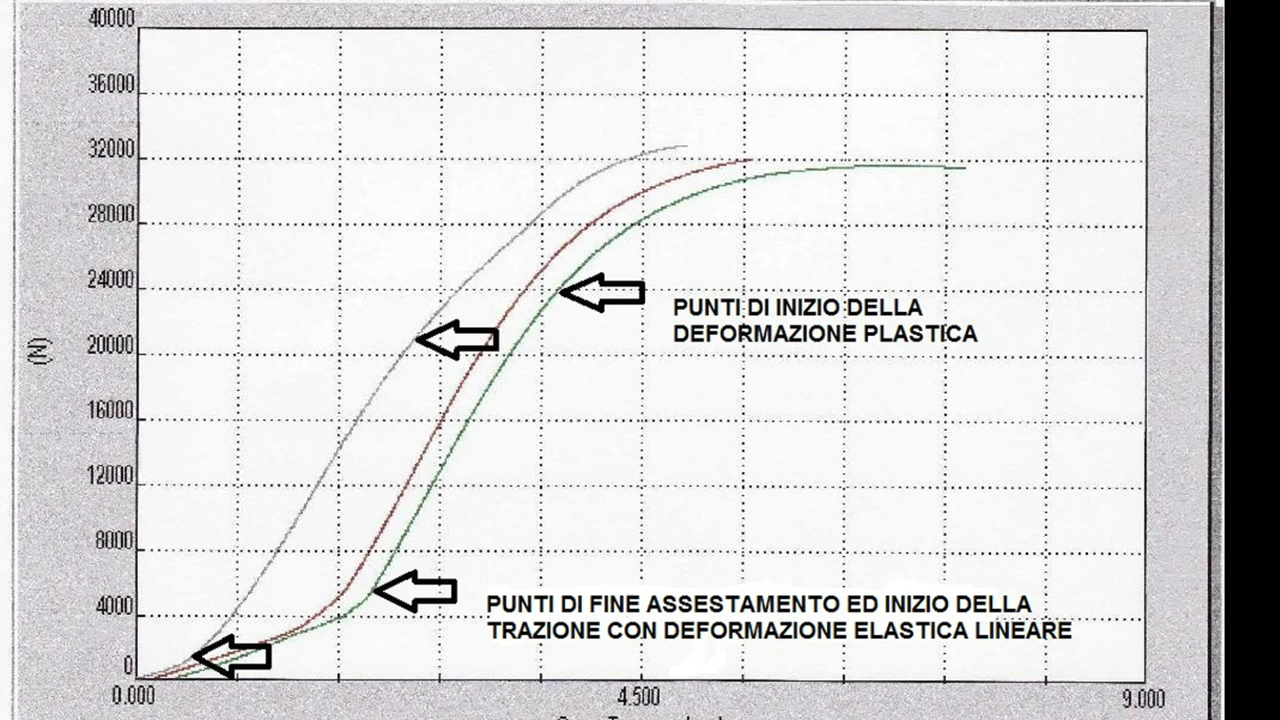 40000
36000
32000
28000
24000
20000
16000
12000
8000
4000
0
(N)
0.000
4.500
9.000
PUNTI DI INIZIO DELLA
DEFORMAZIONE PLASTICA
PUNTI DI FINE ASSESTAMENTO ED INIZIO DELLA
TRAZIONE CON DEFORMAZIONE ELASTICA LINEARE